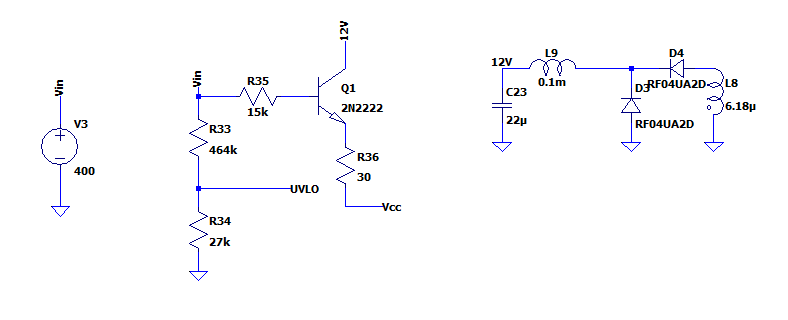 Vin
V3
400
Vin
R35
15k
12V
Q1
2N2222
R33
464k
R36
30
UVLO
Vcc
R34
27k
12V
L9
0.1m
D4
RF04UA2D
L8
6.18µ
D3
RF04UA2D
C23
22µ